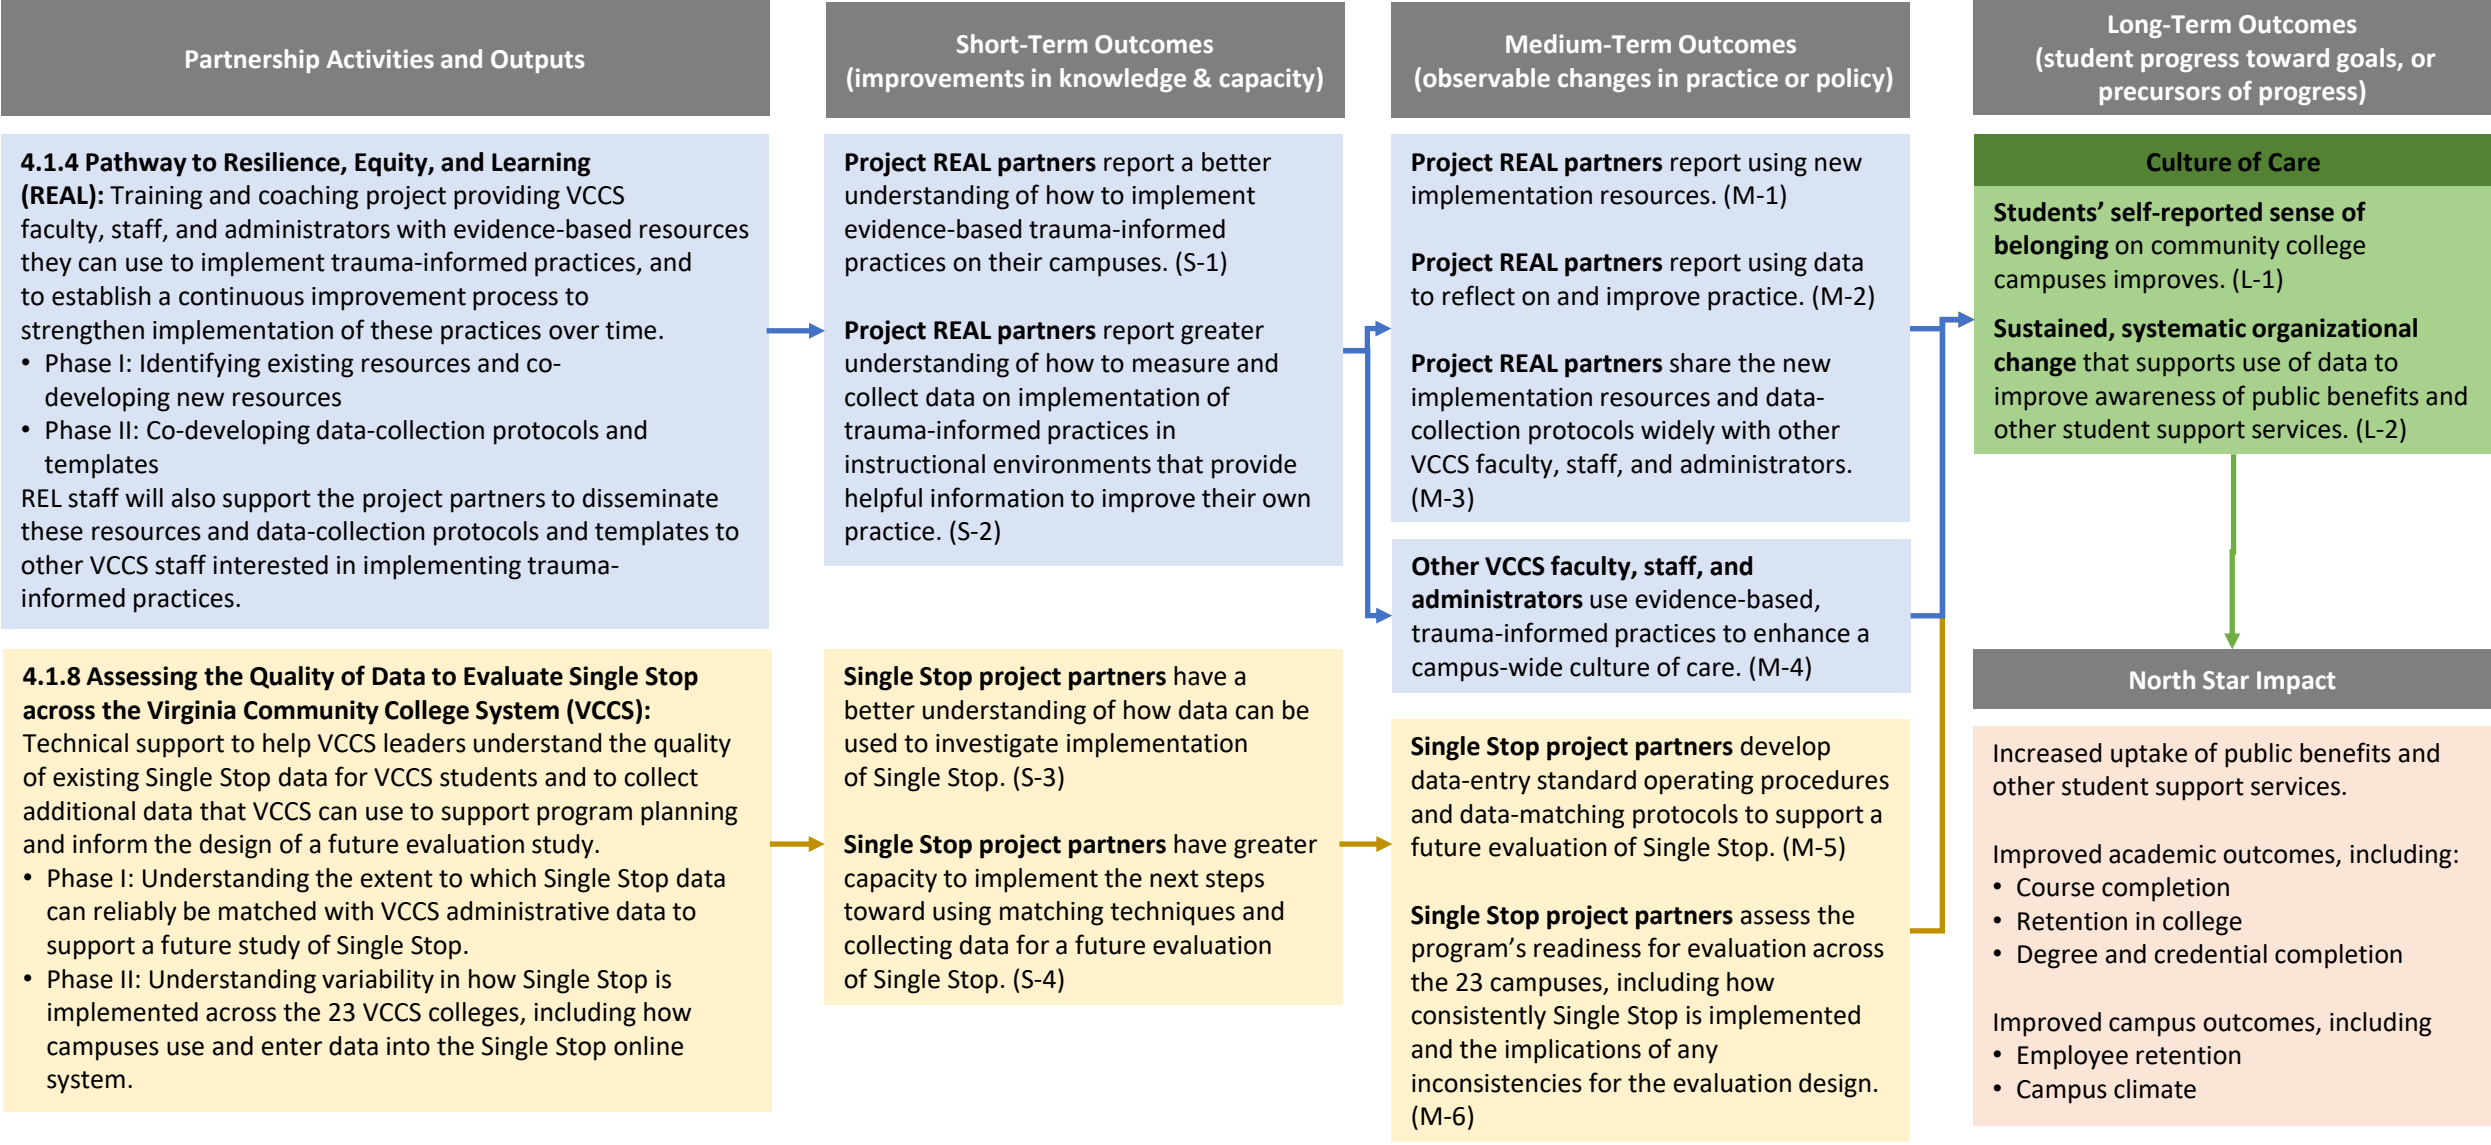 Partnership Activities and Outputs
4.1.4 Pathway to Resilience, Equity, and Learning
(REAL): Training and coaching project providing VCCS
faculty, staff, and administrators with evidence-based resources
they can use to implement trauma-informed practices, and
to establish a continuous improvement process to
strengthen implementation of these practices over time.
• Phase I: Identifying existing resources and co-
developing new resources
• Phase II: Co-developing data-collection protocols and
templates
REL staff will also support the project partners to disseminate
these resources and data-collection protocols and templates to
other VCCS staff interested in implementing trauma-
informed practices.
4.1.8 Assessing the Quality of Data to Evaluate Single Stop
across the Virginia Community College System (VCCS):
Technical support to help VCCS leaders understand the quality
of existing Single Stop data for VCCS students and to collect
additional data that VCCS can use to support program planning
and inform the design of a future evaluation study.
• Phase I: Understanding the extent to which Single Stop data
can reliably be matched with VCCS administrative data to
support a future study of Single Stop.
• Phase II: Understanding variability in how Single Stop is
implemented across the 23 VCCS colleges, including how
campuses use and enter data into the Single Stop online
system.
Short-Term Outcomes
(improvements in knowledge & capacity)
Project REAL partners report a better
understanding of how to implement
evidence-based trauma-informed
practices on their campuses. (S-1)
Project REAL partners report greater
understanding of how to measure and
collect data on implementation of
trauma-informed practices in
instructional environments that provide
helpful information to improve their own
practice. (S-2)
Single Stop project partners have a
better understanding of how data can be
used to investigate implementation
of Single Stop. (S-3)
Single Stop project partners have greater
capacity to implement the next steps
toward using matching techniques and
collecting data for a future evaluation
of Single Stop. (S-4)
Medium-Term Outcomes
(observable changes in practice or policy)
Project REAL partners report using new
implementation resources. (M-1)
Project REAL partners report using data
to reflect on and improve practice. (M-2)
Project REAL partners share the new
implementation resources and data-
collection protocols widely with other
VCCS faculty, staff, and administrators.
(M-3)
Other VCCS faculty, staff, and
administrators use evidence-based,
trauma-informed practices to enhance a
campus-wide culture of care. (M-4)
Single Stop project partners develop
data-entry standard operating procedures
and data-matching protocols to support a
future evaluation of Single Stop. (M-5)
Single Stop project partners assess the
program's readiness for evaluation across
the 23 campuses, including how
consistently Single Stop is implemented
and the implications of any
inconsistencies for the evaluation design.
(M-6)
Long-Term Outcomes
(student progress toward goals, or
precursors of progress)
Culture of Care
Students' self-reported sense of
belonging on community college
campuses improves. (L-1)
Sustained, systematic organizational
change that supports use of data to
improve awareness of public benefits and
other student support services. (L-2)
North Star Impact
Increased uptake of public benefits and
other student support services.
Improved academic outcomes, including:
• Course completion
• Retention in college
• Degree and credential completion
Improved campus outcomes, including
• Employee retention
• Campus climate